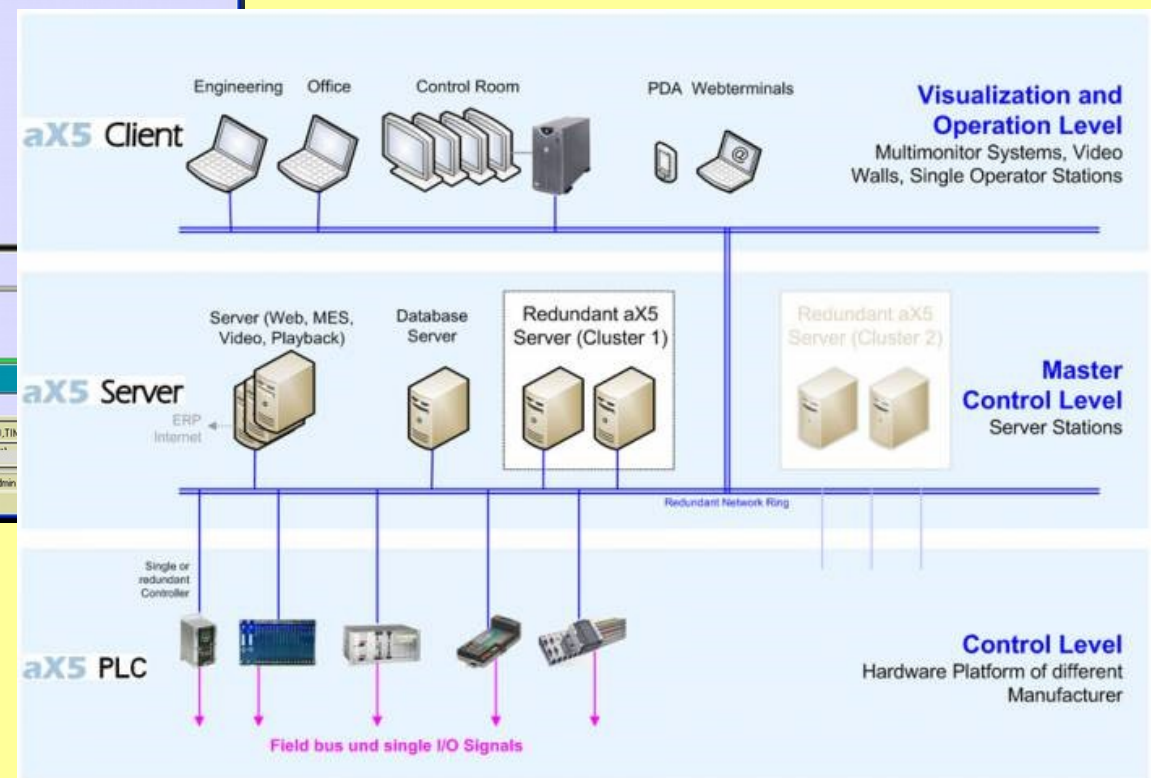 Engineering
Office
Control Room
PDA Webterminals
aX5 Client
Visualization and
Operation Level
Multimonitor Systems, Video
Walls, Single Operator Stations
Server (Web, MES,
Video, Playback)
Database
Server
Redundant aX5
Server (Cluster 1)
Redundant aX5
Server (Cluster 2)
aX5 Server
ERP
Internet
Master
Control Level
Server Stations
Redundant Network Ring
Single or
redundant
Controller
aX5 PLC
Control Level
Hardware Platform of different
Manufacturer
Field bus und single I/O Signals